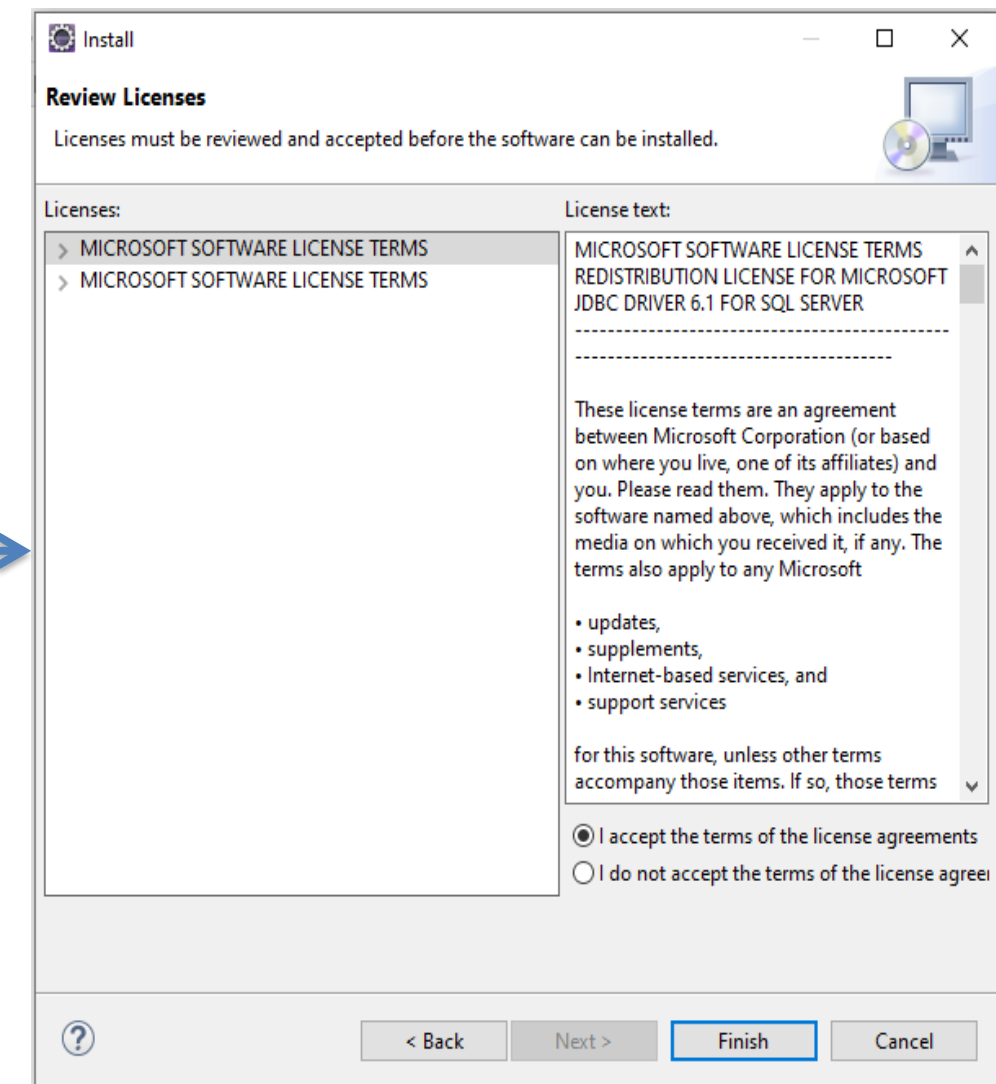 Install
Review Licenses
Licenses must be reviewed and accepted before the software can be installed.
Licenses:
MICROSOFT SOFTWARE LICENSE TERMS
MICROSOFT SOFTWARE LICENSE TERMS
License text:
MICROSOFT SOFTWARE LICENSE TERMS
REDISTRIBUTION LICENSE FOR MICROSOFT
JDBC DRIVER 6.1 FOR SQL SERVER
----------------------------------------------
---------------------------------------
These license terms are an agreement
between Microsoft Corporation (or based
on where you live, one of its affiliates) and
you. Please read them. They apply to the
software named above, which includes the
media on which you received it, if any. The
terms also apply to any Microsoft
• updates,
• supplements,
• Internet-based services, and
• support services
for this software, unless other terms
accompany those items. If so, those terms
I accept the terms of the license agreements
I do not accept the terms of the license agree
? < Back Next > Finish Cancel